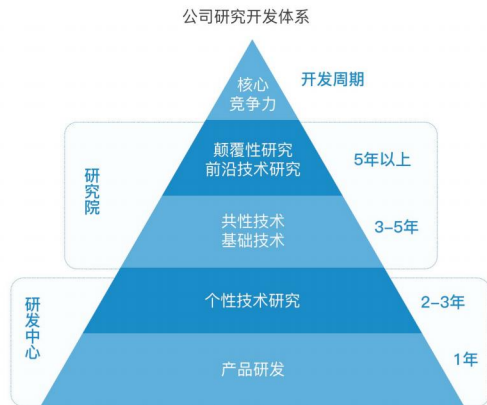 公司研究开发体系
核心
竞争力
开发周期
研究院
颠覆性研究
前沿技术研究
5年以上
共性技术
基础技术
3-5年
研发中心
个性技术研究
2-3年
产品研发
1年